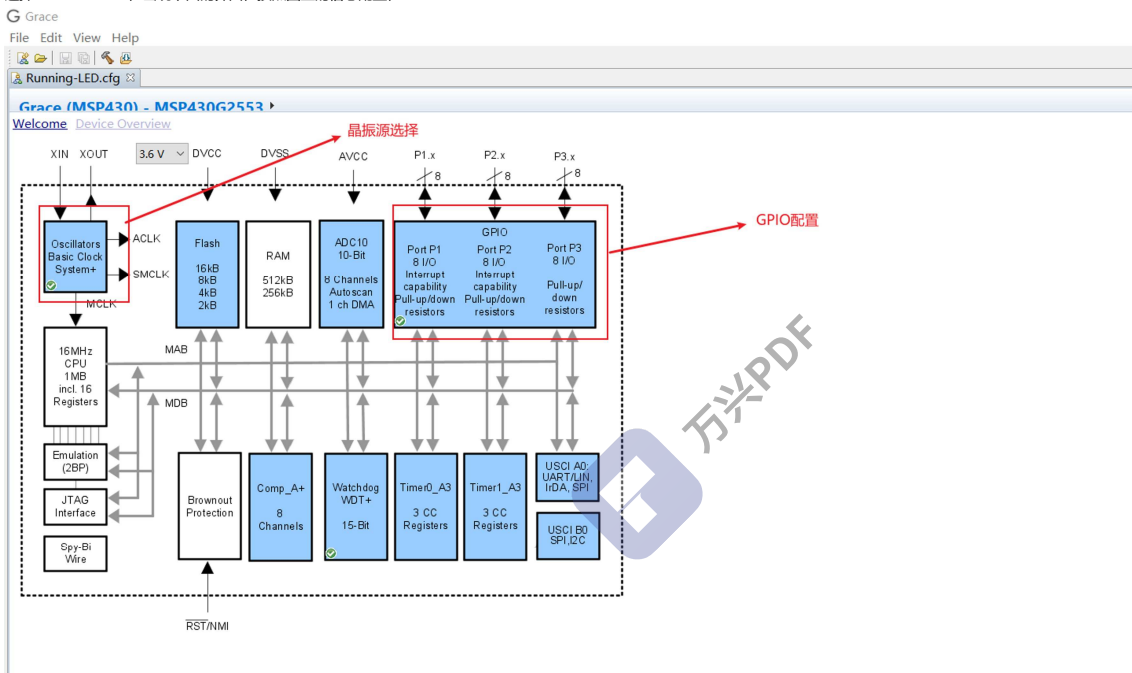 Grace
File Edit View Help
Running-LED.cfg
Grace (MSP430) - MSP430G2553
Welcome Device Overview
晶振源选择
XIN XOUT 3.6 V DVCC DVSS AVCC P1.x P2.x P3.x
8 8 8
GPIO配置
Oscillators
Basic Clock
System+
ACLK
SMCLK
MCLK
Flash
16kB
8kB
4kB
2kB
RAM
512kB
256kB
ADC10
10-Bit
8 Channels
Autoscan
1 ch DMA
GPIO
Port P1
8 I/O
Interrupt
capability
Pull-up/down
resistors
Port P2
8 I/O
Interrupt
capability
Pull-up/down
resistors
Port P3
8 I/O
Pull-up/
down
resistors
16MHz
CPU
1MB
incl. 16
Registers
MAB
MDB
Emulation
(2BP)
JTAG
Interface
Spy-Bi
Wire
Brownout
Protection
Comp_A+
8
Channels
Watchdog
WDT+
15-Bit
Timer0_A3
3 CC
Registers
Timer1_A3
3 CC
Registers
USCI A0:
UART/LIN,
IrDA, SPI
USCI B0
SPI,I2C
RST/NMI
万兴PDF